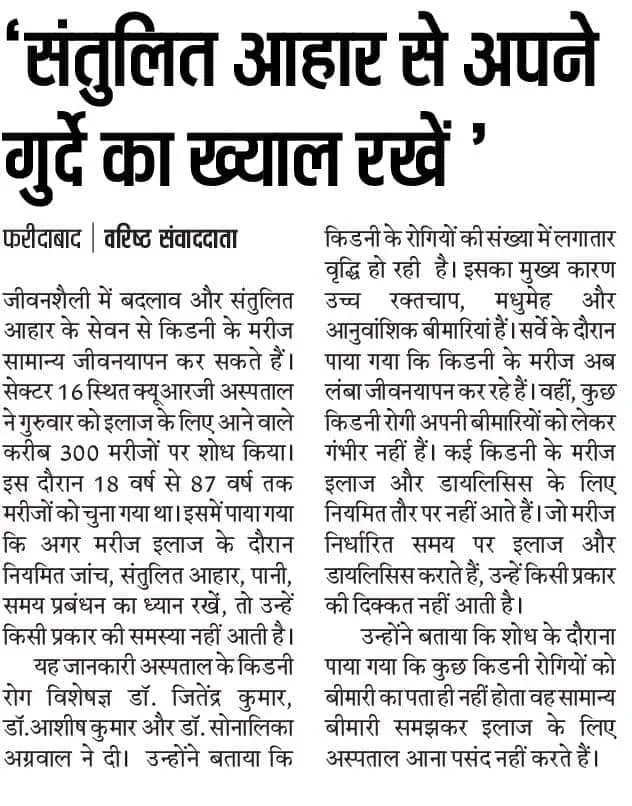 ‘संतुलित आहार से अपने
गुर्दे का ख्याल रखें ’
फरीदाबाद | वरिष्ठ संवाददाता
जीवनशैली में बदलाव और संतुलित
आहार के सेवन से किडनी के मरीज
सामान्य जीवनयापन कर सकते हैं।
सेक्टर 16 स्थित क्यूआरजी अस्पताल
ने गुरुवार को इलाज के लिए आने वाले
करीब 300 मरीजों पर शोध किया।
इस दौरान 18 वर्ष से 87 वर्ष तक
मरीजों को चुना गया था। इसमें पाया गया
कि अगर मरीज इलाज के दौरान
नियमित जांच, संतुलित आहार, पानी,
समय प्रबंधन का ध्यान रखें, तो उन्हें
किसी प्रकार की समस्या नहीं आती है।
यह जानकारी अस्पताल के किडनी
रोग विशेषज्ञ डॉ. जितेंद्र कुमार,
डॉ.आशीष कुमार और डॉ. सोनालिका
अग्रवाल ने दी। उन्होंने बताया कि
किडनी के रोगियों की संख्या में लगातार
वृद्धि हो रही है। इसका मुख्य कारण
उच्च रक्तचाप, मधुमेह और
आनुवांशिक बीमारियां हैं। सर्वे के दौरान
पाया गया कि किडनी के मरीज अब
लंबा जीवनयापन कर रहे हैं। वहीं, कुछ
किडनी रोगी अपनी बीमारियों को लेकर
गंभीर नहीं हैं। कई किडनी के मरीज
इलाज और डायलिसिस के लिए
नियमित तौर पर नहीं आते हैं। जो मरीज
निर्धारित समय पर इलाज और
डायलिसिस कराते हैं, उन्हें किसी प्रकार
की दिक्कत नहीं आती है।
उन्होंने बताया कि शोध के दौराना
पाया गया कि कुछ किडनी रोगियों को
बीमारी का पता ही नहीं होता वह सामान्य
बीमारी समझकर इलाज के लिए
अस्पताल आना पसंद नहीं करते हैं।